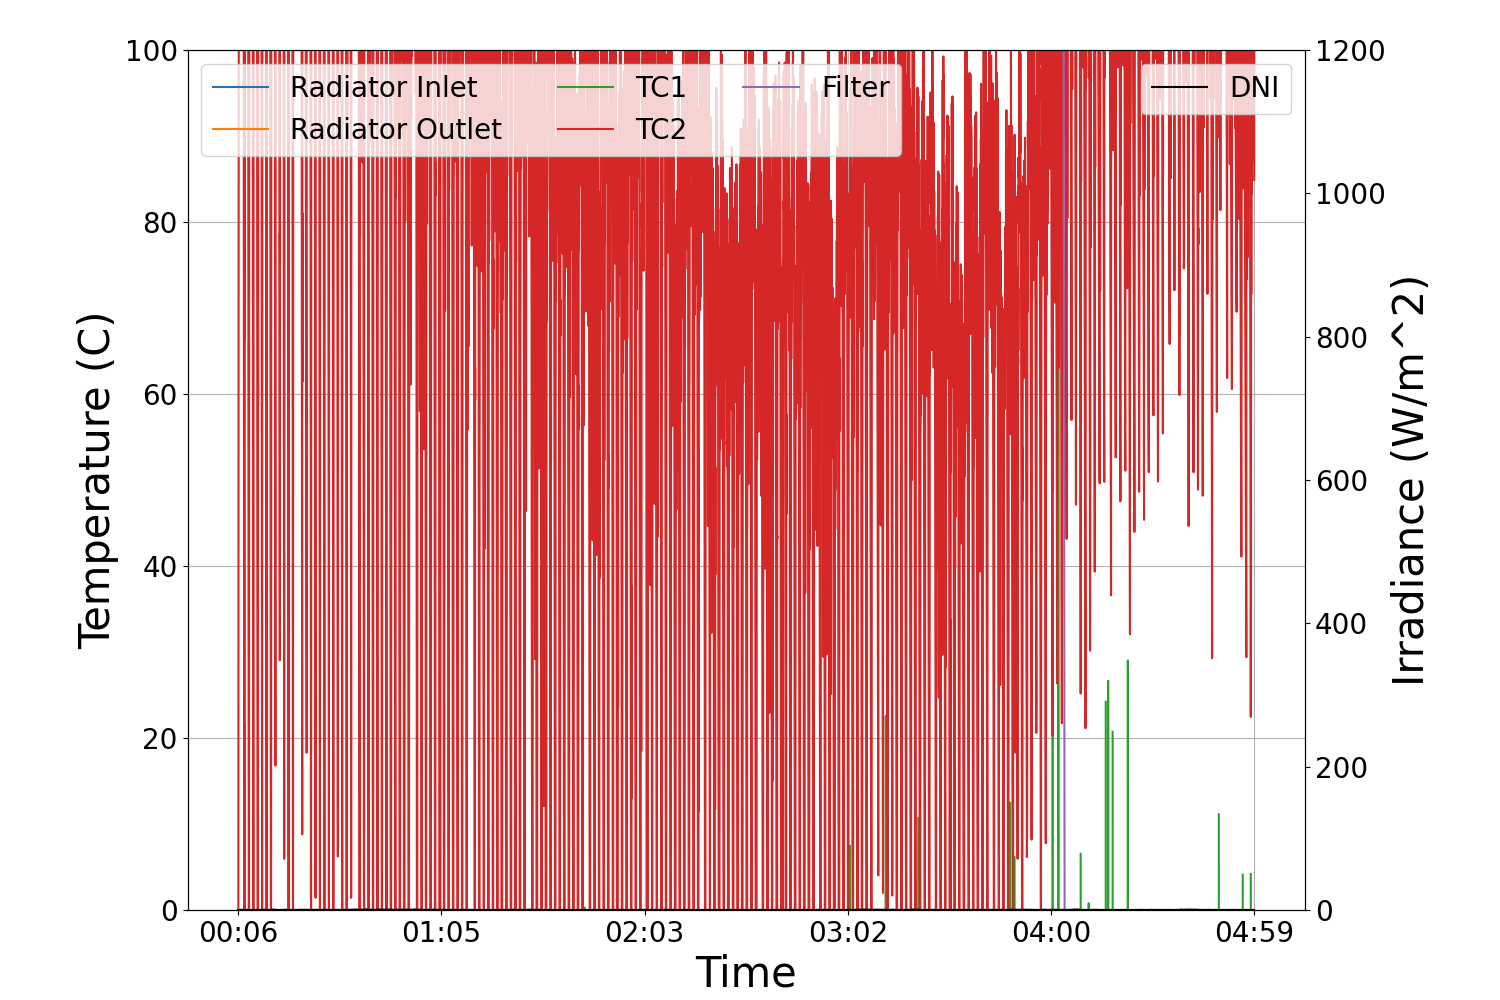 100
80
60
40
20
0
Temperature (C)
Radiator Inlet
Radiator Outlet
TC1
TC2
Filter
DNI
1200
1000
800
600
400
200
0
Irradiance (W/m^2)
00:06
01:05
02:03
03:02
04:00
04:59
Time